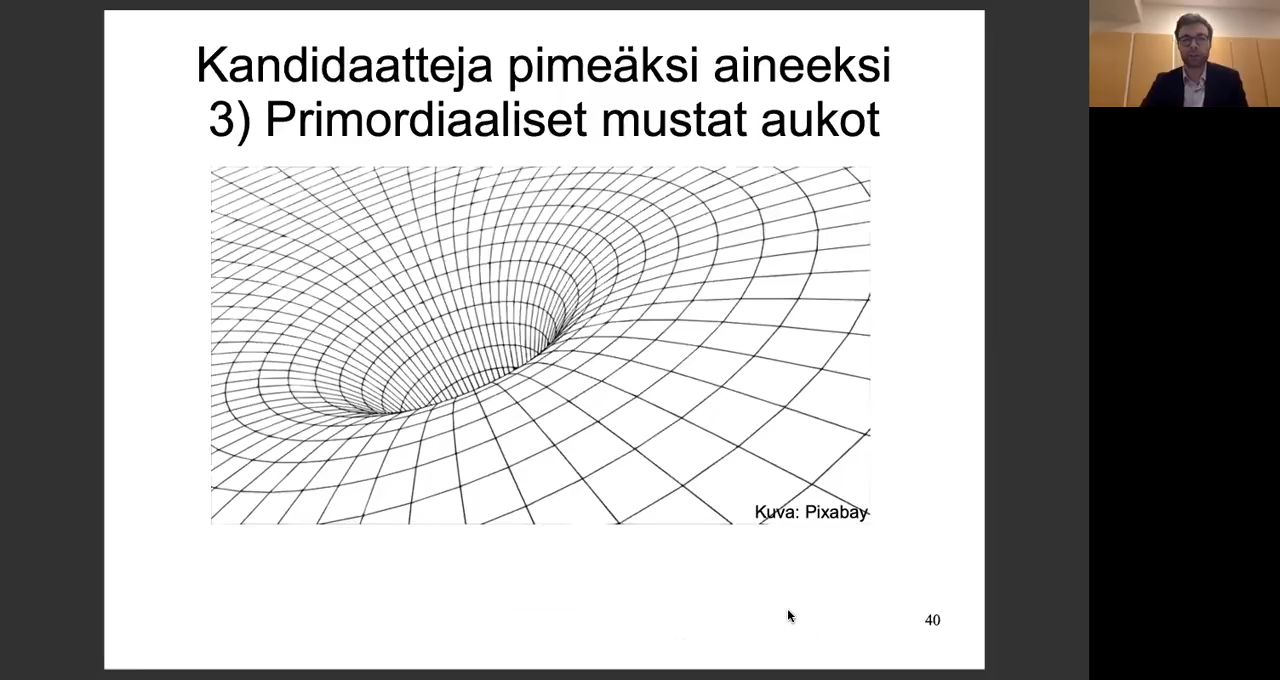 Kandidaatteja pimeäksi aineeksi
3) Primordiaaliset mustat aukot
Kuva: Pixabay
40